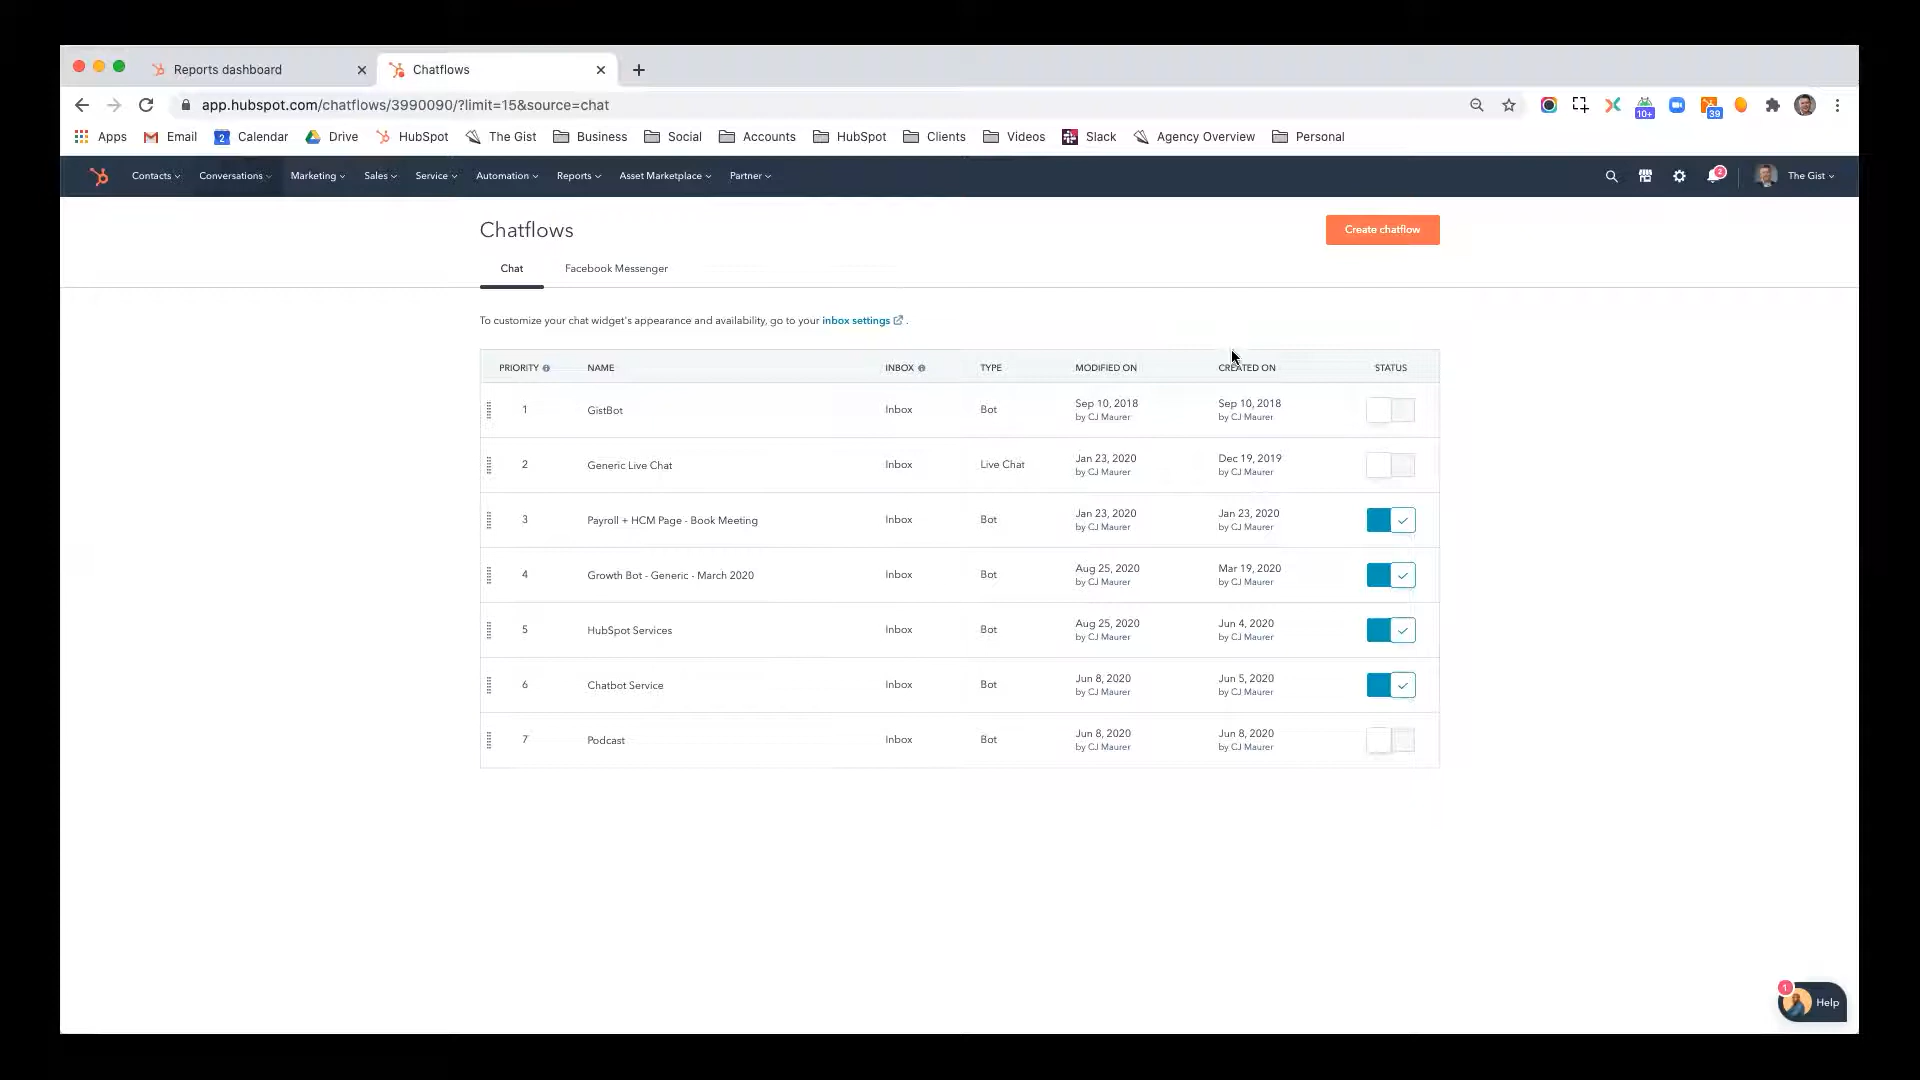 Reports dashboard
Chatflows
app.hubspot.com/chatflows/3990090/?limit=15&source=chat
10+
39
Apps Email 2 Calendar Drive HubSpot The Gist Business Social Accounts HubSpot Clients Videos Slack Agency Overview Personal
Contacts Conversations Marketing Sales Service Automation Reports Asset Marketplace Partner
2
The Gist
Chatflows
Create chatflow
Chat Facebook Messenger
To customize your chat widget's appearance and availability, go to your inbox settings .
PRIORITY NAME INBOX TYPE MODIFIED ON CREATED ON STATUS
1 GistBot Inbox Bot Sep 10, 2018 Sep 10, 2018
by CJ Maurer by CJ Maurer
2 Generic Live Chat Inbox Live Chat Jan 23, 2020 Dec 19, 2019
by CJ Maurer by CJ Maurer
3 Payroll + HCM Page - Book Meeting Inbox Bot Jan 23, 2020 Jan 23, 2020
by CJ Maurer by CJ Maurer
4 Growth Bot - Generic - March 2020 Inbox Bot Aug 25, 2020 Mar 19, 2020
by CJ Maurer by CJ Maurer
5 HubSpot Services Inbox Bot Aug 25, 2020 Jun 4, 2020
by CJ Maurer by CJ Maurer
6 Chatbot Service Inbox Bot Jun 8, 2020 Jun 5, 2020
by CJ Maurer by CJ Maurer
7 Podcast Inbox Bot Jun 8, 2020 Jun 8, 2020
by CJ Maurer by CJ Maurer
1
Help